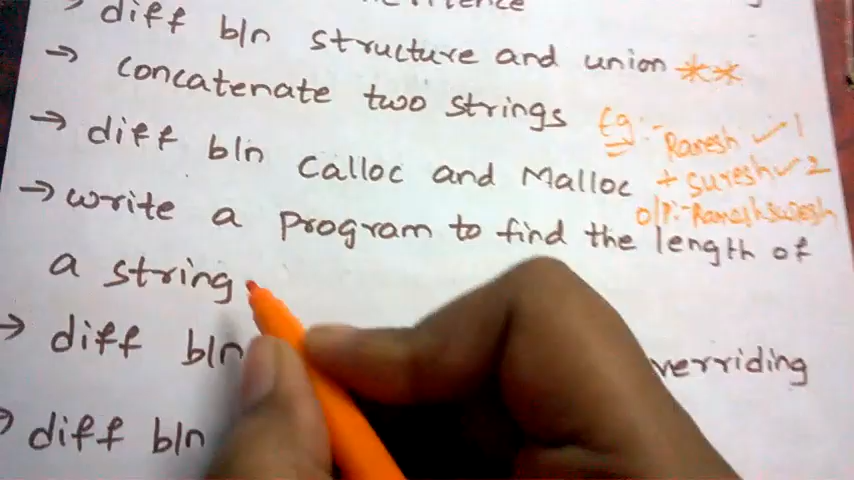 → diff b/n structure and union **
→ Concatenate two strings Eg:- Ramesh ✓ 1
→ diff b/n Calloc and Malloc + Suresh ✓ 2
o/p:- RameshSuresh
→ write a program to find the length of
a string
→ diff b/n verriding
→ diff b/n